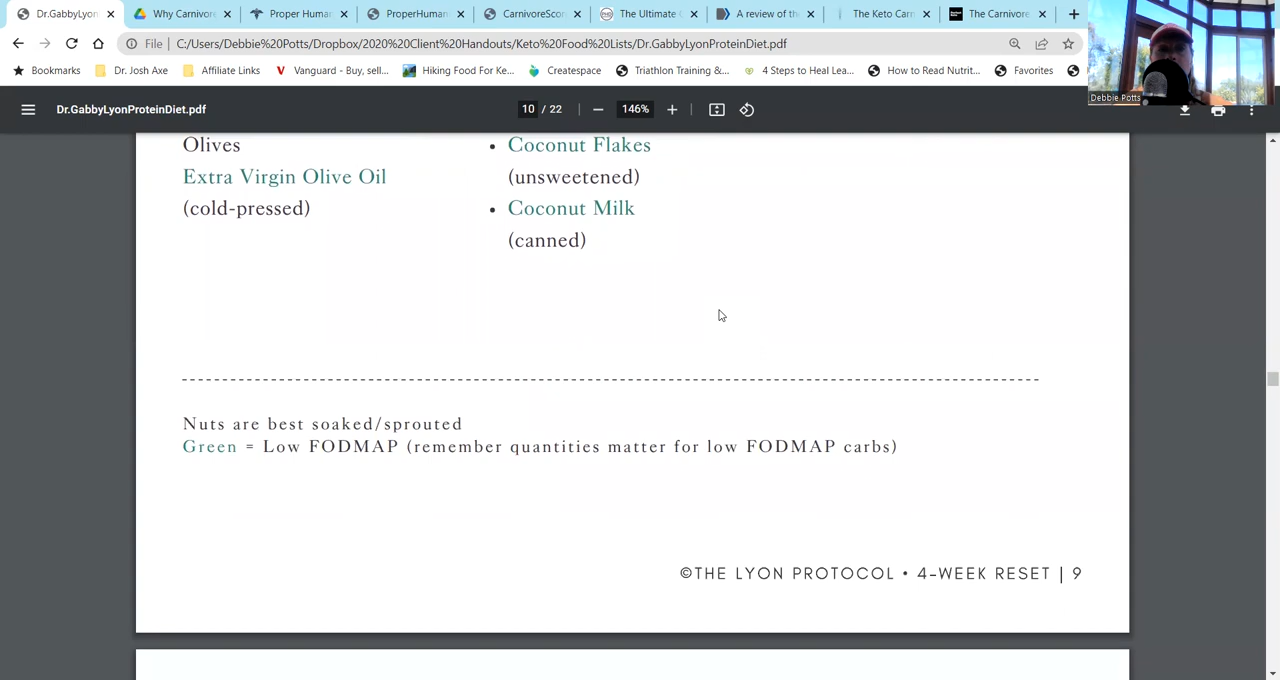 Dr.GabbyLyonl
Why Carnivore
Proper Human
ProperHuman
CarnivoreScor
The Ultimate C
A review of the
The Keto Carn
The Carnivore
File
C:/Users/Debbie%20Potts/Dropbox/2020%20Client%20Handouts/Keto%20Food%20Lists/Dr.GabbyLyonProteinDiet.pdf
Bookmarks
Dr. Josh Axe
Affiliate Links
Vanguard - Buy, sell...
Hiking Food For Ke...
Createspace
Triathlon Training &...
4 Steps to Heal Lea...
How to Read Nutrit...
Favorites
Debbie Potts
Dr.GabbyLyonProteinDiet.pdf
10 / 22
146%
Olives
Extra Virgin Olive Oil
(cold-pressed)
• Coconut Flakes
(unsweetened)
• Coconut Milk
(canned)
Nuts are best soaked/sprouted
Green = Low FODMAP (remember quantities matter for low FODMAP carbs)
©THE LYON PROTOCOL • 4-WEEK RESET | 9